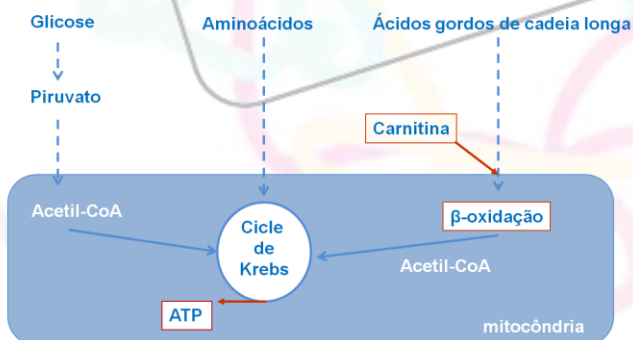 Glicose
Aminoácidos
Ácidos gordos de cadeia longa
Piruvato
Carnitina
Acetil-CoA
Cicle
de
Krebs
β-oxidação
Acetil-CoA
ATP
mitocôndria